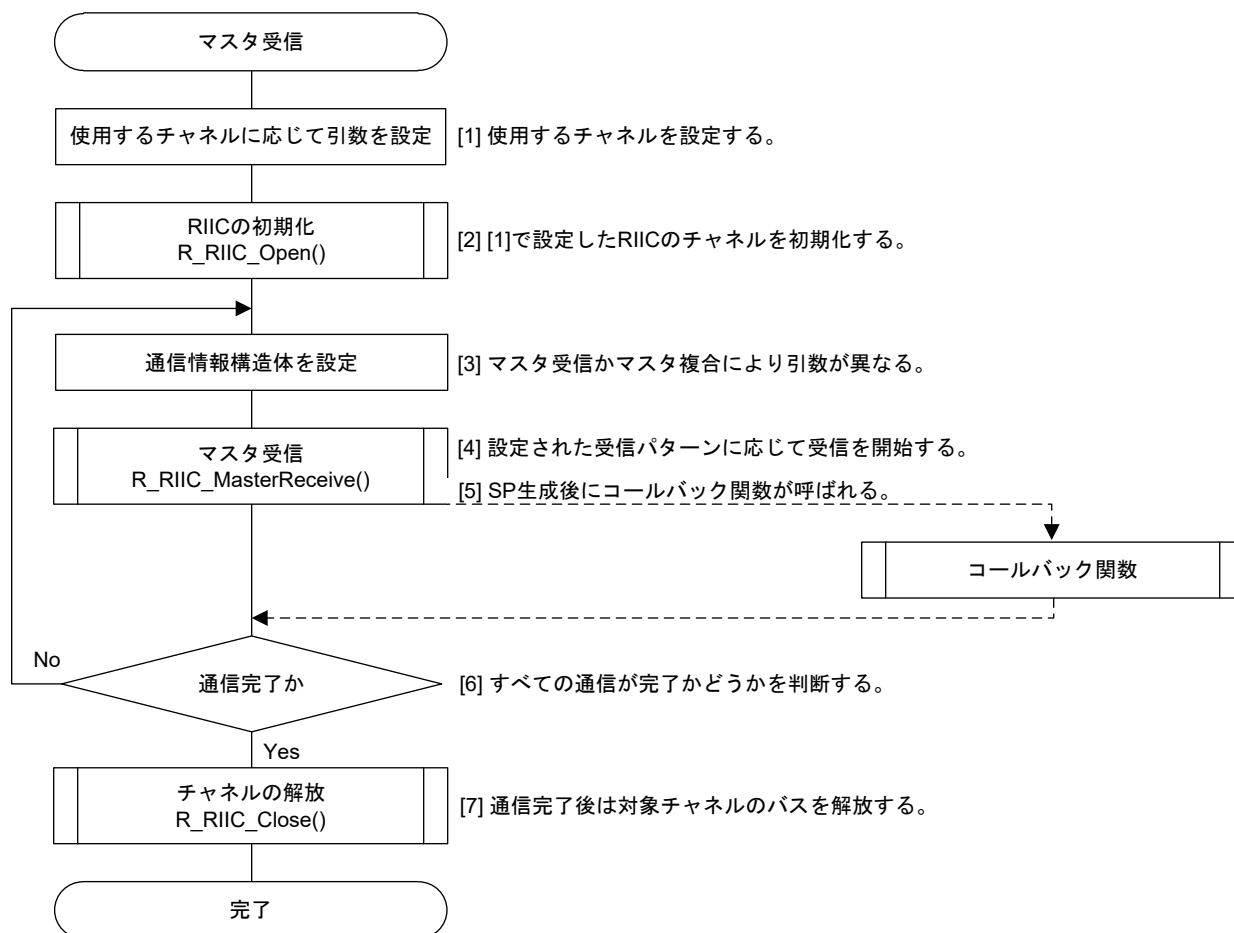 マスタ受信
使用するチャネルに応じて引数を設定
[1] 使用するチャネルを設定する。
RIICの初期化
R_RIIC_Open()
[2] [1]で設定したRIICのチャネルを初期化する。
通信情報構造体を設定
[3] マスタ受信かマスタ複合により引数が異なる。
マスタ受信
R_RIIC_MasterReceive()
[4] 設定された受信パターンに応じて受信を開始する。
[5] SP生成後にコールバック関数が呼ばれる。
コールバック関数
No
通信完了か
[6] すべての通信が完了かどうかを判断する。
Yes
チャネルの解放
R_RIIC_Close()
[7] 通信完了後は対象チャネルのバスを解放する。
完了